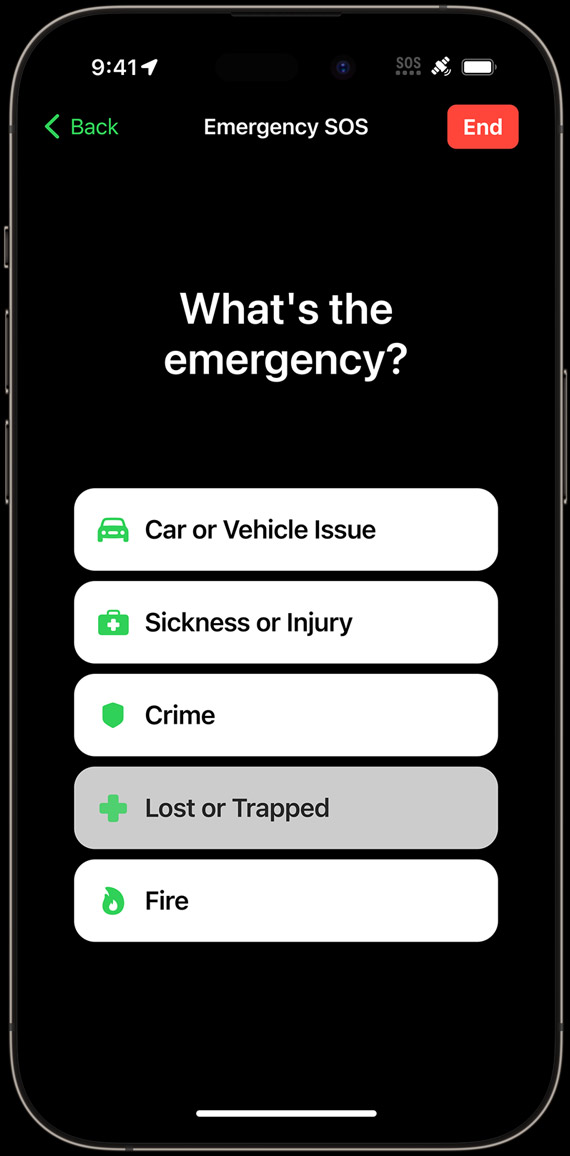 9:41
SOS
Back
Emergency SOS
End
What's the
emergency?
Car or Vehicle Issue
Sickness or Injury
Crime
Lost or Trapped
Fire